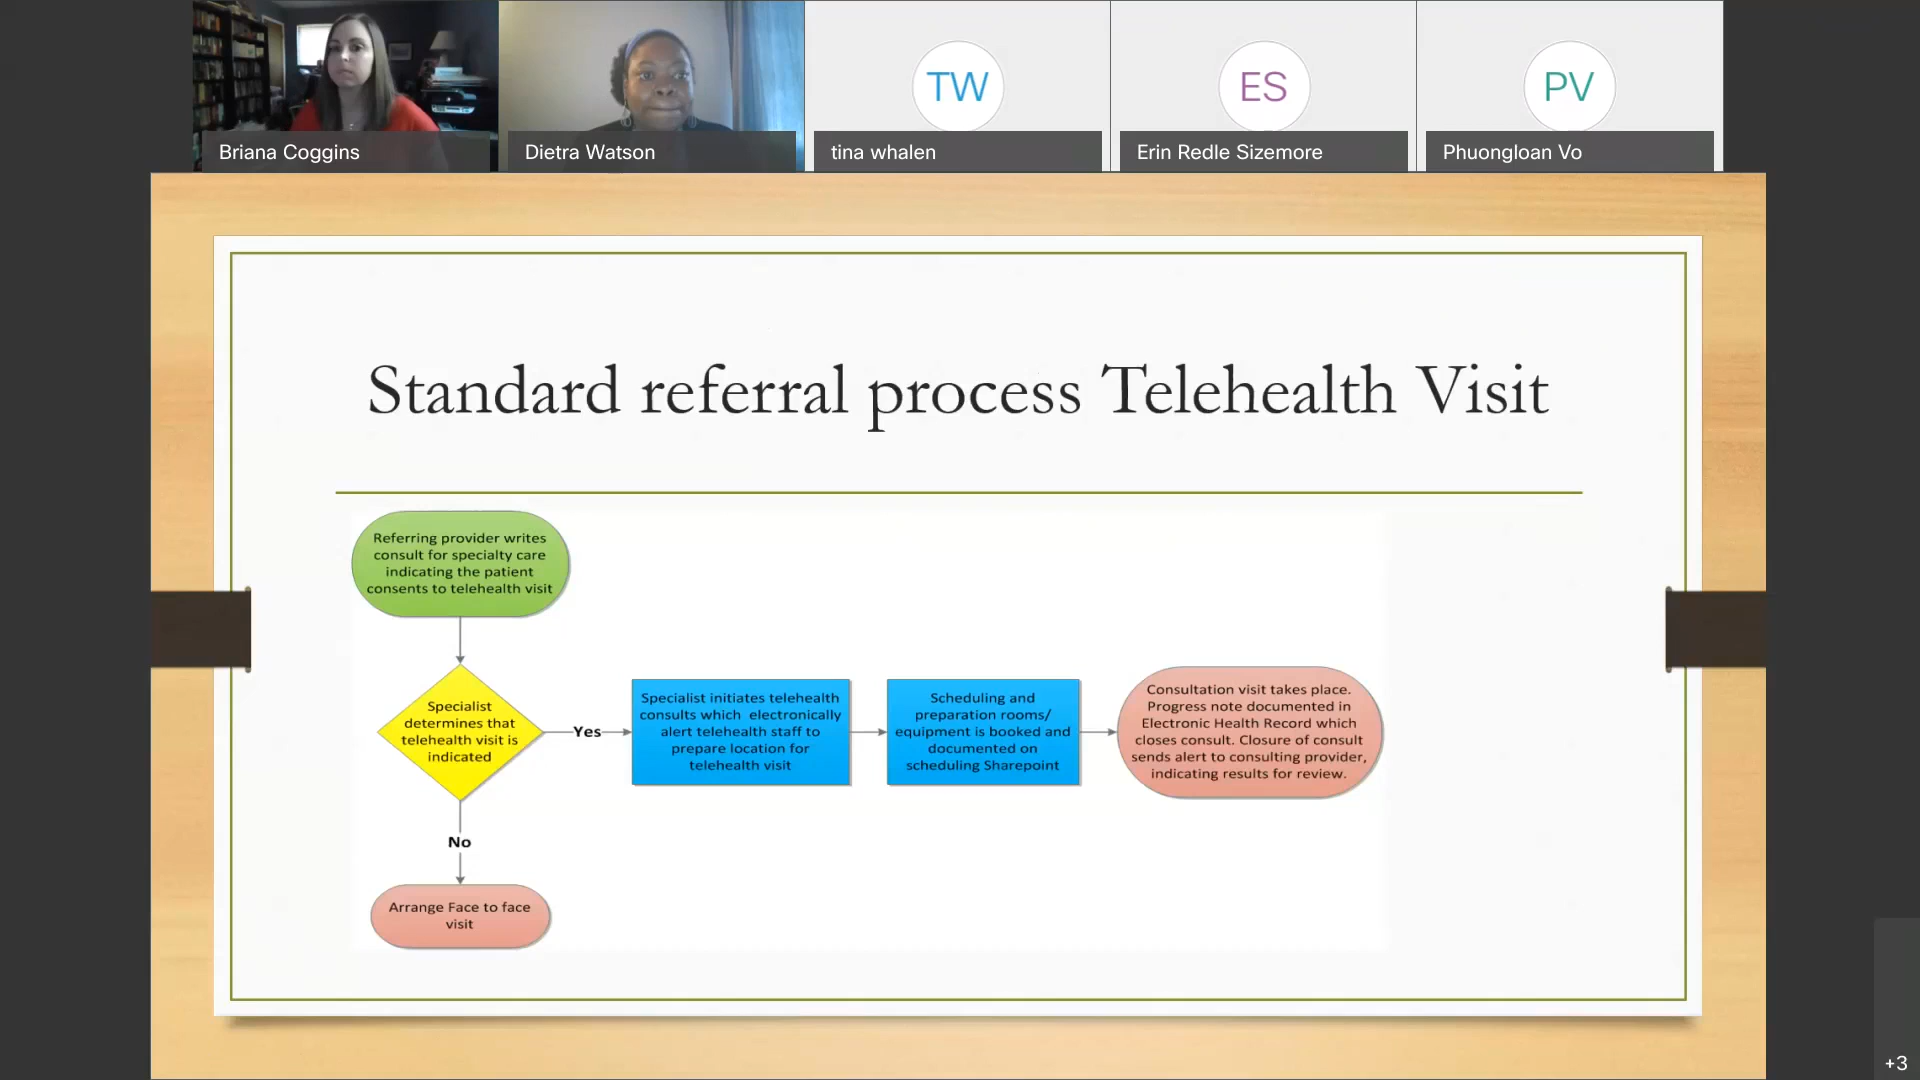 TW
ES
PV
Briana Coggins
Dietra Watson
tina whalen
Erin Redle Sizemore
Phuongloan Vo
Standard referral process Telehealth Visit
Referring provider writes
consult for specialty care
indicating the patient
consents to telehealth visit
Specialist
determines that
telehealth visit is
indicated
Yes
Specialist initiates telehealth
consults which electronically
alert telehealth staff to
prepare location for
telehealth visit
Scheduling and
preparation rooms/
equipment is booked and
documented on
scheduling Sharepoint
Consultation visit takes place.
Progress note documented in
Electronic Health Record which
closes consult. Closure of consult
sends alert to consulting provider,
indicating results for review.
No
Arrange Face to face
visit
+3